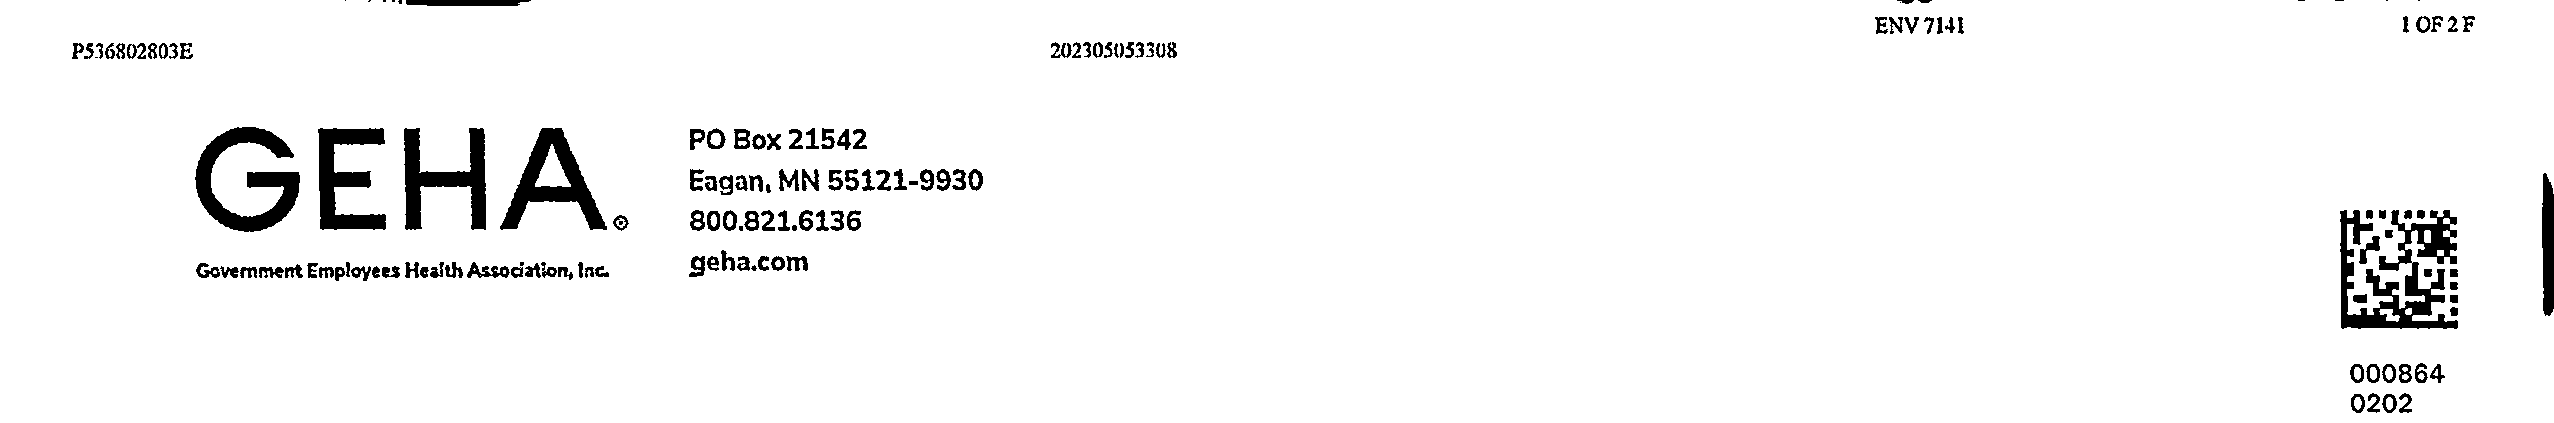 ENV 7141
1 OF 2 F
P536802803E
202305053308
GEHA®
Government Employees Health Association, Inc.
PO Box 21542
Eagan, MN 55121-9930
800.821.6136
geha.com
000864
0202